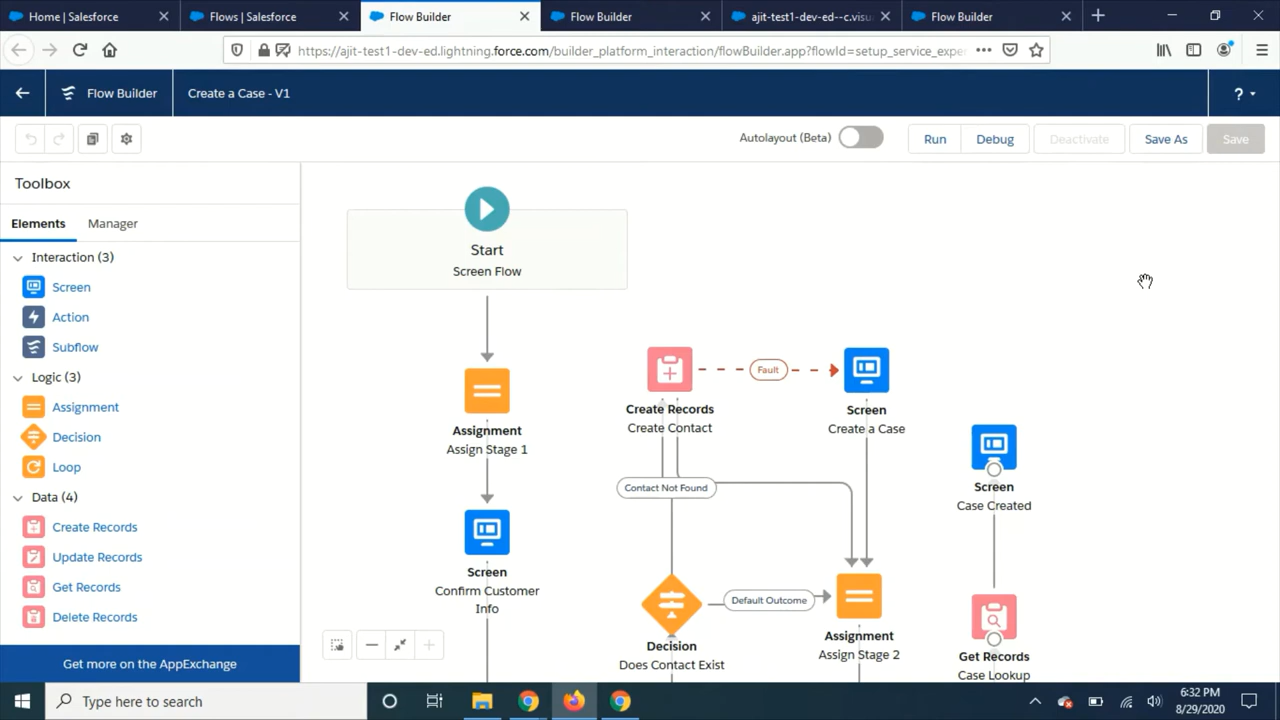 Home | Salesforce
Flows | Salesforce
Flow Builder
Flow Builder
ajit-test1-dev-ed--c.visu
Flow Builder
https://ajit-test1-dev-ed.lightning.force.com/builder_platform_interaction/flowBuilder.app?flowId=setup_service_expe
Flow Builder
Create a Case - V1
?
Autolayout (Beta)
Run
Debug
Deactivate
Save As
Save
Toolbox
Elements
Manager
Interaction (3)
Screen
Action
Subflow
Logic (3)
Assignment
Decision
Loop
Data (4)
Create Records
Update Records
Get Records
Delete Records
Get more on the AppExchange
Start
Screen Flow
Assignment
Assign Stage 1
Screen
Confirm Customer
Info
Create Records
Create Contact
Fault
Screen
Create a Case
Contact Not Found
Decision
Does Contact Exist
Default Outcome
Assignment
Assign Stage 2
Screen
Case Created
Get Records
Case Lookup
Type here to search
6:32 PM
8/29/2020